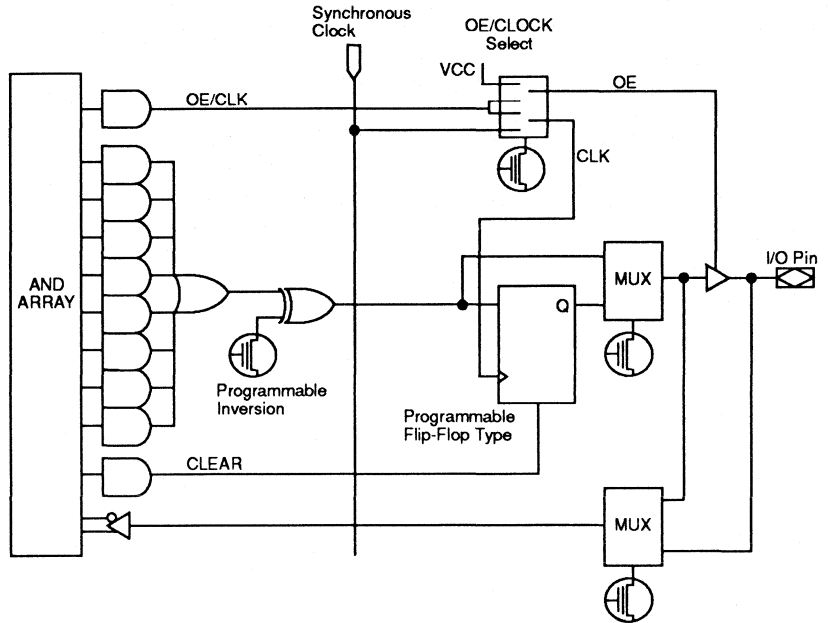 Synchronous
Clock
OE/CLOCK
Select
VCC
OE
OE/CLK
CLK
I/O Pin
AND
ARRAY
MUX
Q
Programmable
Inversion
Programmable
Flip-Flop Type
CLEAR
MUX